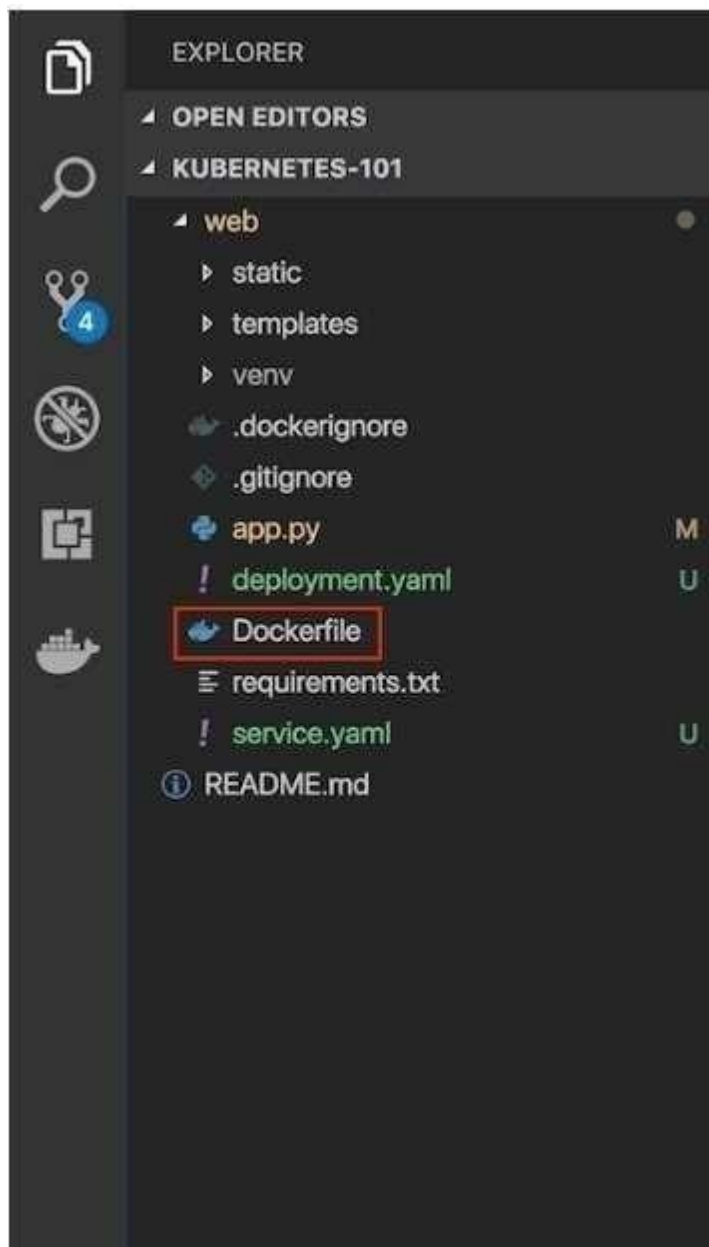 EXPLORER
OPEN EDITORS
KUBERNETES-101
web
static
templates
4
venv
.dockerignore
.gitignore
app.py M
deployment.yaml U
Dockerfile
requirements.txt
service.yaml U
README.md